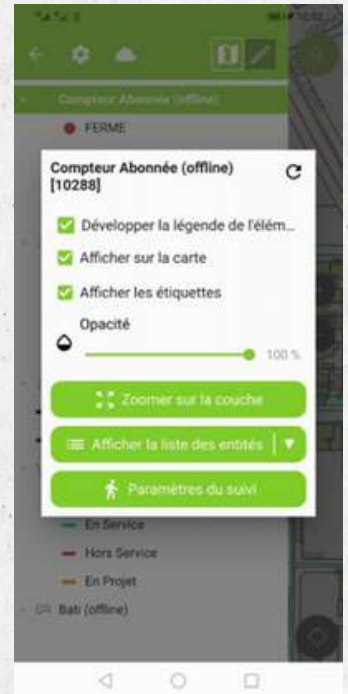 Compteur Abonnée (offline)
FERME
Compteur Abonnée (offline)
[10288]
Développer la légende de l'élém...
Afficher sur la carte
Afficher les étiquettes
Opacité
100 %
Zoomer sur la couche
Afficher la liste des entités
Paramètres du suivi
En Service
Hors Service
En Projet
Bati (offline)